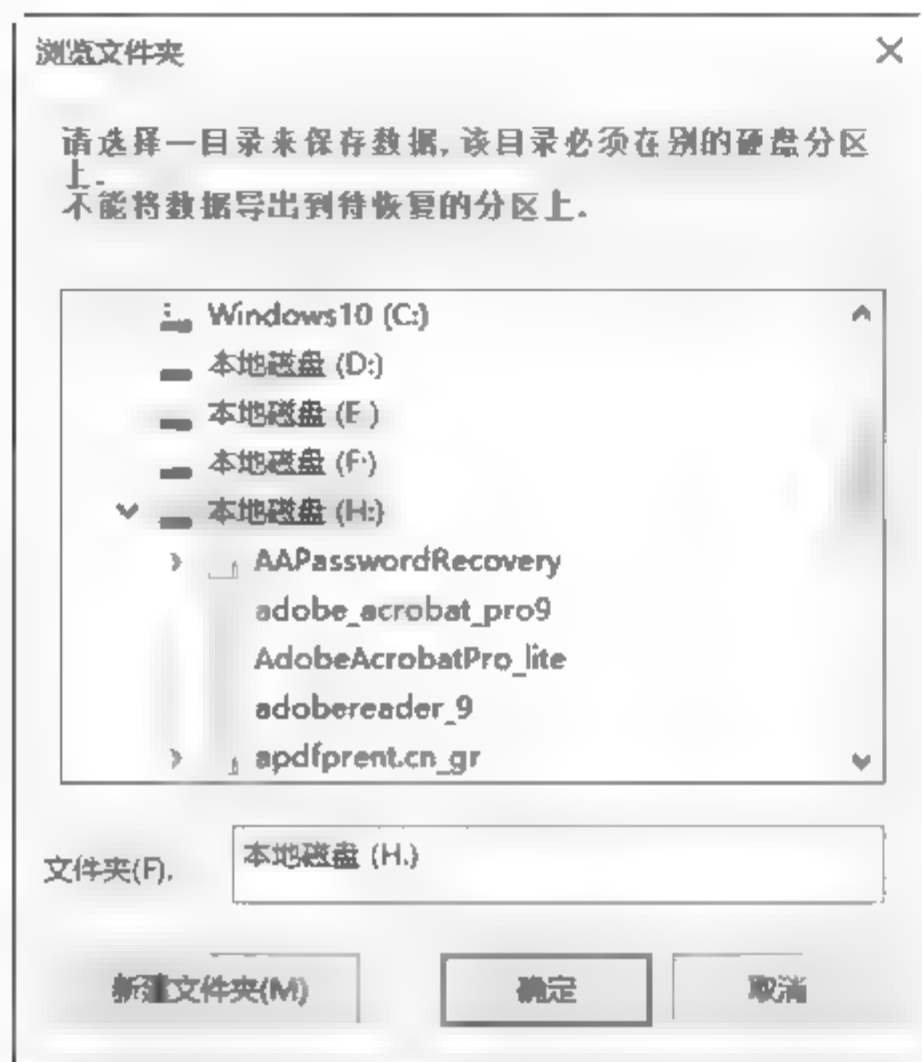 浏览文件夹
请选择一目录来保存数据,该目录必须在别的硬盘分区
上.
不能将数据导出到待恢复的分区上.
Windows10 (C:)
本地磁盘 (D:)
本地磁盘 (E )
本地磁盘 (F:)
本地磁盘 (H:)
AAPasswordRecovery
adobe_acrobat_pro9
AdobeAcrobatPro_lite
adobereader_9
apdfprent.cn_gr
文件夹(F).
本地磁盘 (H.)
新建文件夹(M)
确定
取消